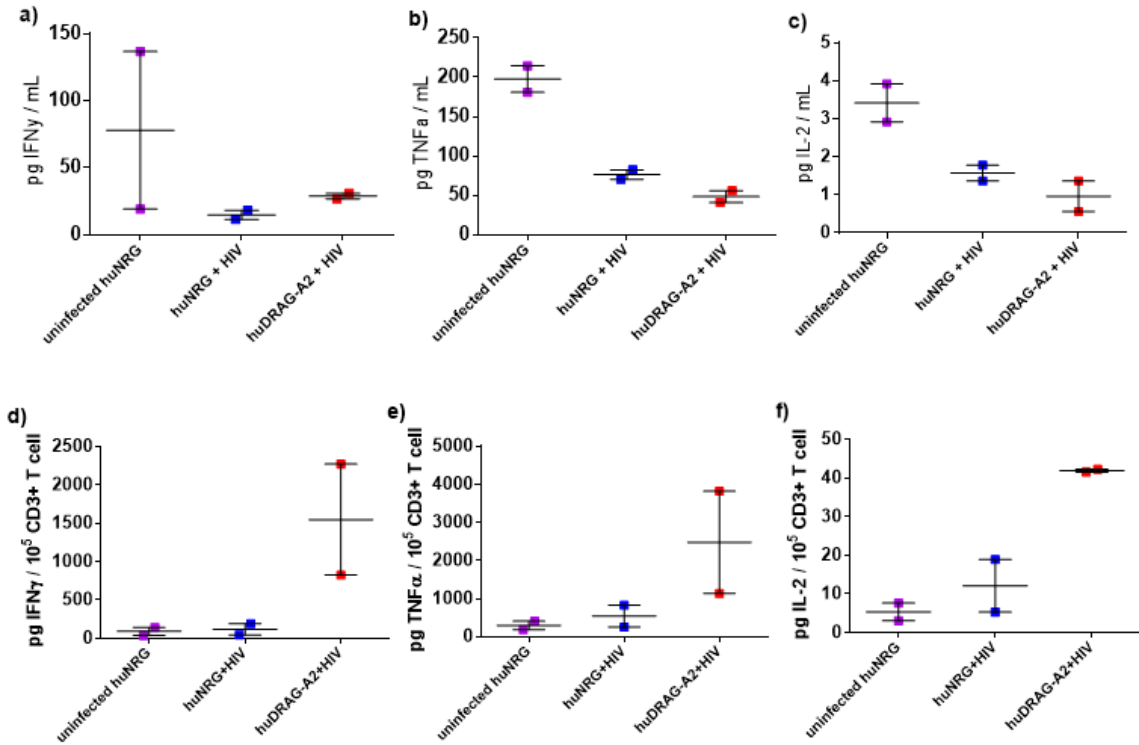 a)
pg IFNy / mL
150
100
50
0
uninfected huNRG
huNRG + HIV
huDRAG-A2 + HIV
b)
pg TNFa / mL
250
200
150
100
50
0
uninfected huNRG
huNRG + HIV
huDRAG-A2 + HIV
c)
pg IL-2 / mL
5
4
3
2
1
0
uninfected huNRG
huNRG + HIV
huDRAG-A2 + HIV
d)
pg IFNγ / 10⁵ CD3+ T cell
2500
2000
1500
1000
500
0
uninfected huNRG
huNRG+HIV
huDRAG-A2+HIV
e)
pg TNFα / 10⁵ CD3+ T cell
5000
4000
3000
2000
1000
0
uninfected huNRG
huNRG+HIV
huDRAG-A2+HIV
f)
pg IL-2 / 10⁵ CD3+ T cell
50
40
30
20
10
0
uninfected huNRG
huNRG+HIV
huDRAG-A2+HIV